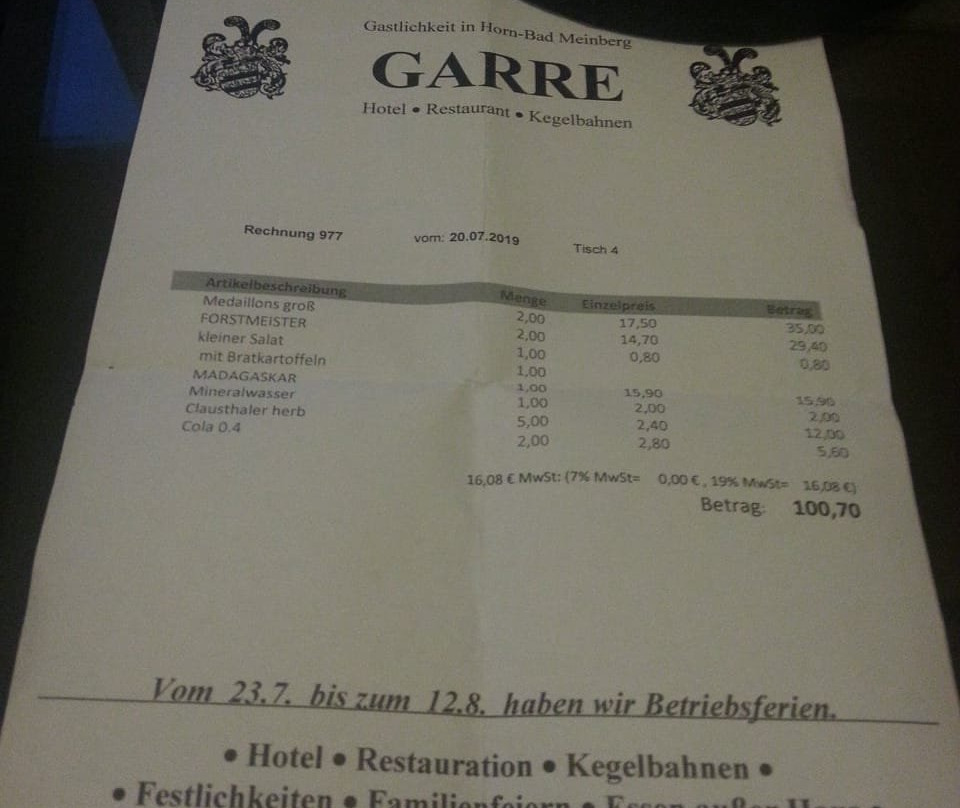 Gastlichkeit in Horn-Bad Meinberg
GARRE
Hotel • Restaurant • Kegelbahnen
Rechnung 977 vom: 20.07.2019 Tisch 4
Artikelbeschreibung Menge Einzelpreis Betrag
Medaillons groß 2,00 17,50 35,00
FORSTMEISTER 2,00 14,70 29,40
kleiner Salat 1,00 0,80 0,80
mit Bratkartoffeln 1,00
MADAGASKAR 1,00 15,90 15,90
Mineralwasser 1,00 2,00 2,00
Clausthaler herb 5,00 2,40 12,00
Cola 0.4 2,00 2,80 5,60
16,08 € MwSt: (7% MwSt= 0,00 € , 19% MwSt= 16,08 €)
Betrag: 100,70
Vom 23.7. bis zum 12.8. haben wir Betriebsferien.
• Hotel • Restauration • Kegelbahnen •
• Festlichkeiten • Familienfeiern • Essen außer